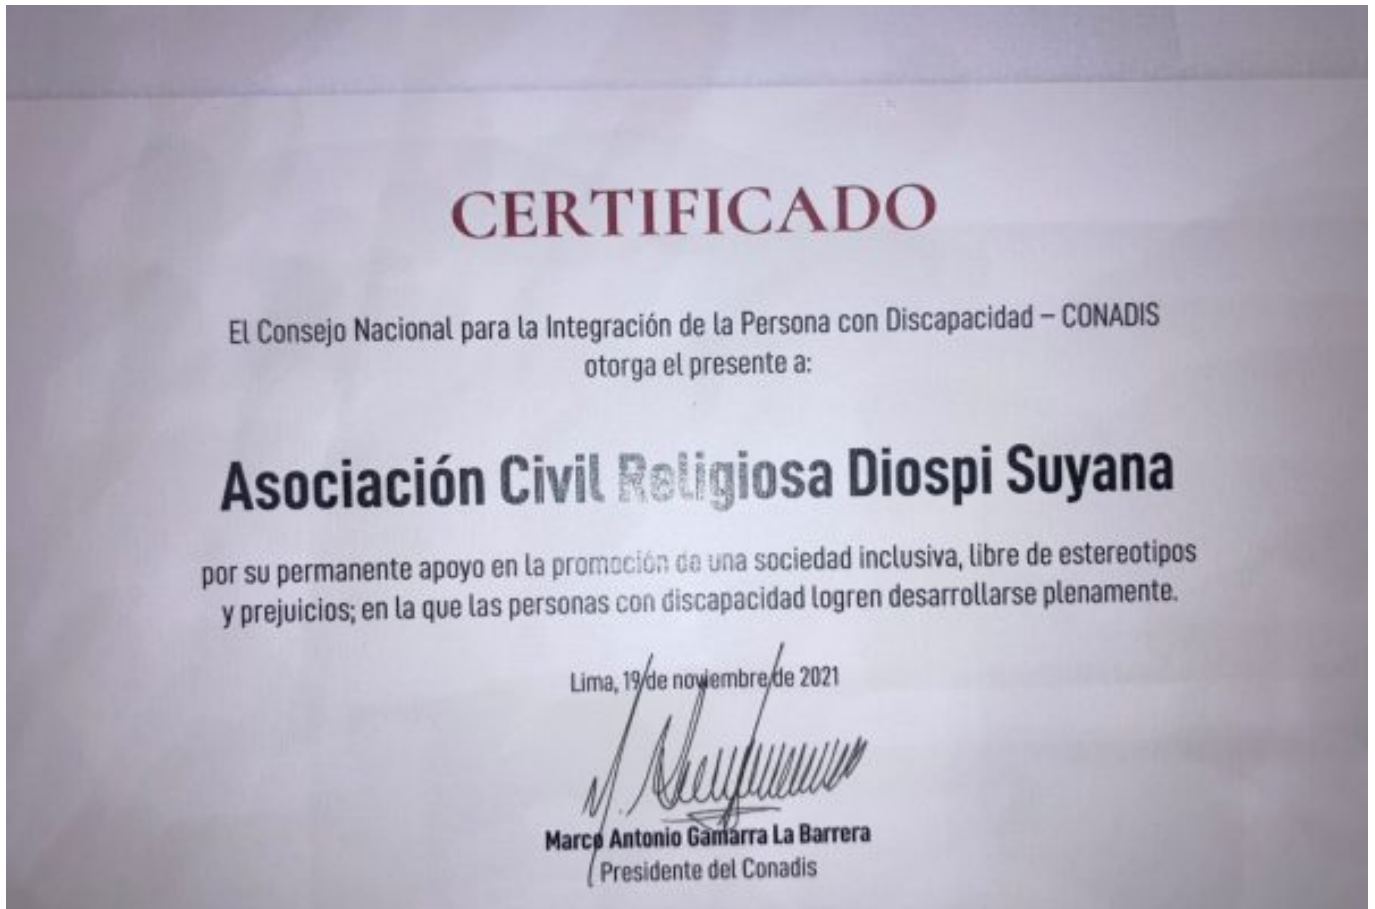 CERTIFICADO
El Consejo Nacional para la Integración de la Persona con Discapacidad – CONADIS
otorga el presente a:
Asociación Civil Religiosa Diospi Suyana
por su permanente apoyo en la promoción de una sociedad inclusiva, libre de estereotipos
y prejuicios; en la que las personas con discapacidad logren desarrollarse plenamente.
Lima, 19 de noviembre de 2021
Marco Antonio Gamarra La Barrera
Presidente del Conadis